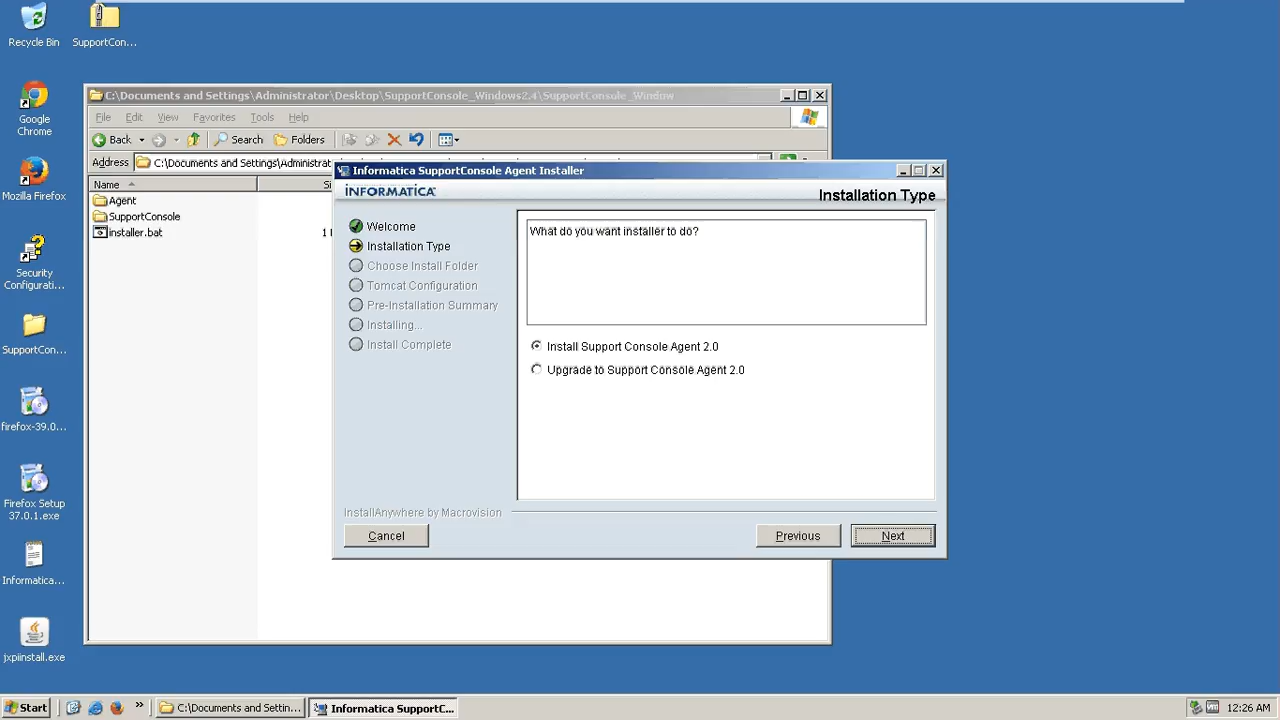 Recycle Bin
SupportCon...
Google
Chrome
Mozilla Firefox
Security
Configurati...
SupportCon...
firefox-39.0...
Firefox Setup
37.0.1.exe
Informatica...
jxpiinstall.exe
C:\Documents and Settings\Administrator\Desktop\SupportConsole_Windows2.4\SupportConsole_Window
File Edit View Favorites Tools Help
Back Search Folders
Address C:\Documents and Settings\Administrat
Name Si
Agent
SupportConsole
installer.bat 1
Informatica SupportConsole Agent Installer
INFORMATICA
Installation Type
Welcome
Installation Type
Choose Install Folder
Tomcat Configuration
Pre-Installation Summary
Installing...
Install Complete
What do you want installer to do?
Install Support Console Agent 2.0
Upgrade to Support Console Agent 2.0
InstallAnywhere by Macrovision
Cancel Previous Next
Start » C:\Documents and Settin... Informatica SupportC... 12:26 AM